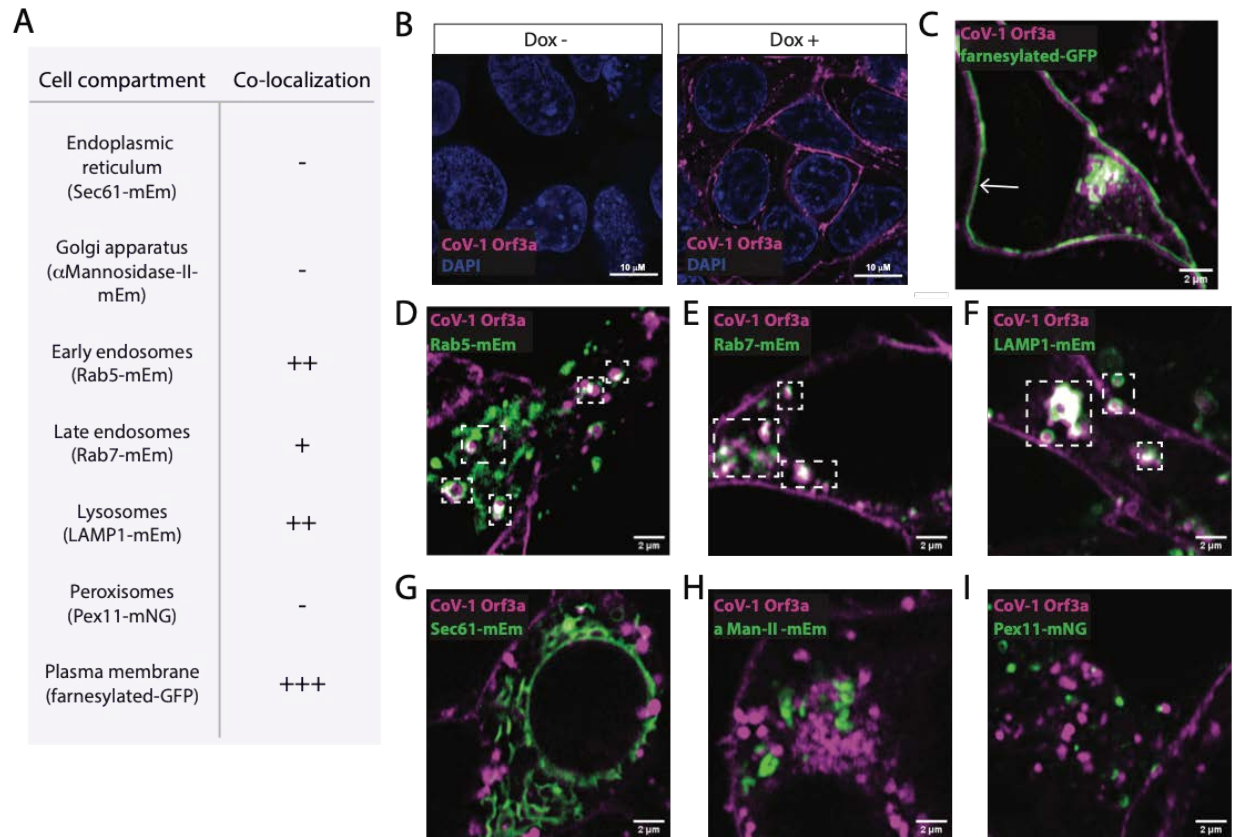 A
Cell compartment Co-localization
Endoplasmic
reticulum
(Sec61-mEm)
-
Golgi apparatus
(αMannosidase-II-
mEm)
-
Early endosomes
(Rab5-mEm)
++
Late endosomes
(Rab7-mEm)
+
Lysosomes
(LAMP1-mEm)
++
Peroxisomes
(Pex11-mNG)
-
Plasma membrane
(farnesylated-GFP)
+++
B
Dox - Dox +
CoV-1 Orf3a
DAPI
10 µM
CoV-1 Orf3a
DAPI
10 µM
C
CoV-1 Orf3a
farnesylated-GFP
2 µm
D
CoV-1 Orf3a
Rab5-mEm
2 µm
E
CoV-1 Orf3a
Rab7-mEm
2 µm
F
CoV-1 Orf3a
LAMP1-mEm
2 µm
G
CoV-1 Orf3a
Sec61-mEm
2 µm
H
CoV-1 Orf3a
a Man-II -mEm
2 µm
I
CoV-1 Orf3a
Pex11-mNG
2 µm